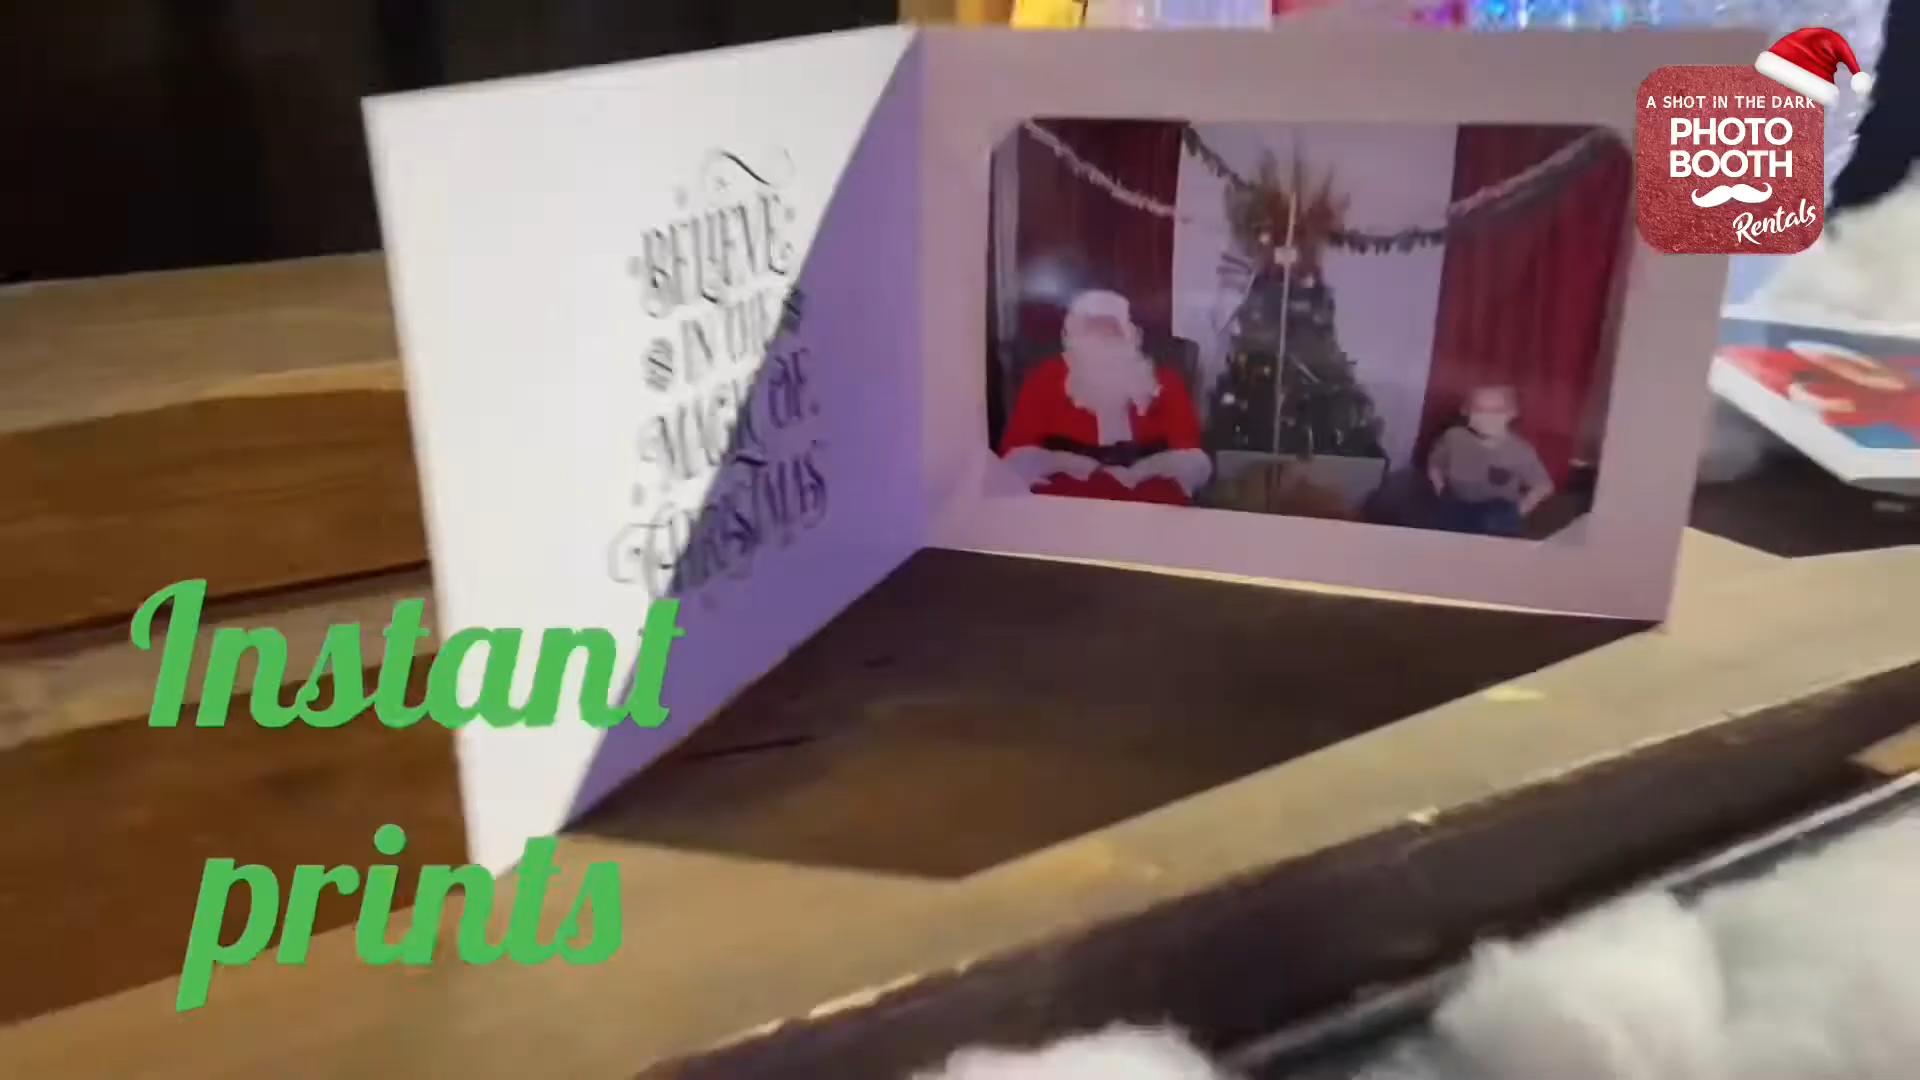 BELIEVE
IN THE
MAGIC OF
CHRISTMAS
A SHOT IN THE DARK
PHOTO
BOOTH
Rentals
Instant
prints